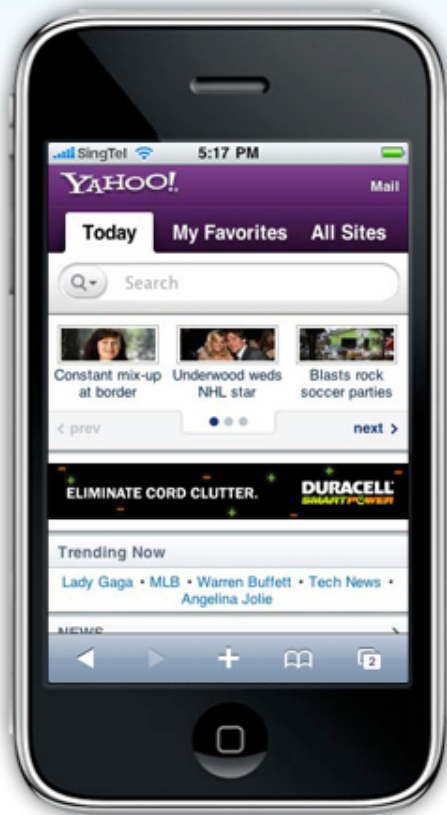 SingTel 5:17 PM
YAHOO! Mail
Today My Favorites All Sites
Search
Constant mix-up at border
Underwood weds NHL star
Blasts rock soccer parties
< prev next >
ELIMINATE CORD CLUTTER. DURACELL
SMARTPOWER
Trending Now
Lady Gaga • MLB • Warren Buffett • Tech News •
Angelina Jolie
NEWS
2